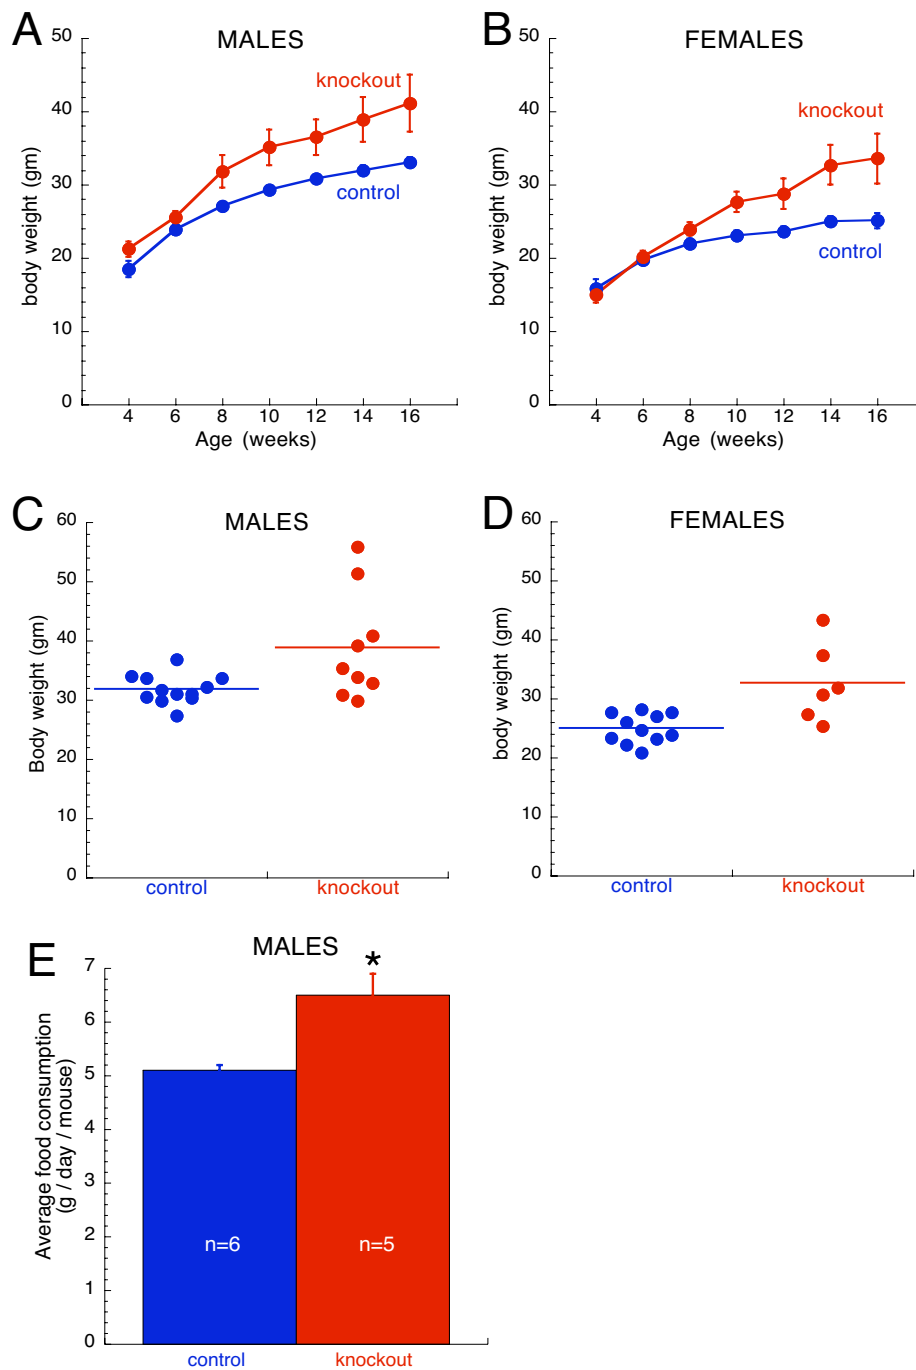 A
MALES
50
40
30
20
10
0
body weight (gm)
knockout
control
4 6 8 10 12 14 16
Age (weeks)
B
FEMALES
50
40
30
20
10
0
body weight (gm)
knockout
control
4 6 8 10 12 14 16
Age (weeks)
C
MALES
60
50
40
30
20
10
0
Body weight (gm)
control knockout
D
FEMALES
60
50
40
30
20
10
0
body weight (gm)
control knockout
E
MALES
*
7
6
5
4
3
2
1
0
Average food consumption
(g / day / mouse)
n=6 n=5
control knockout